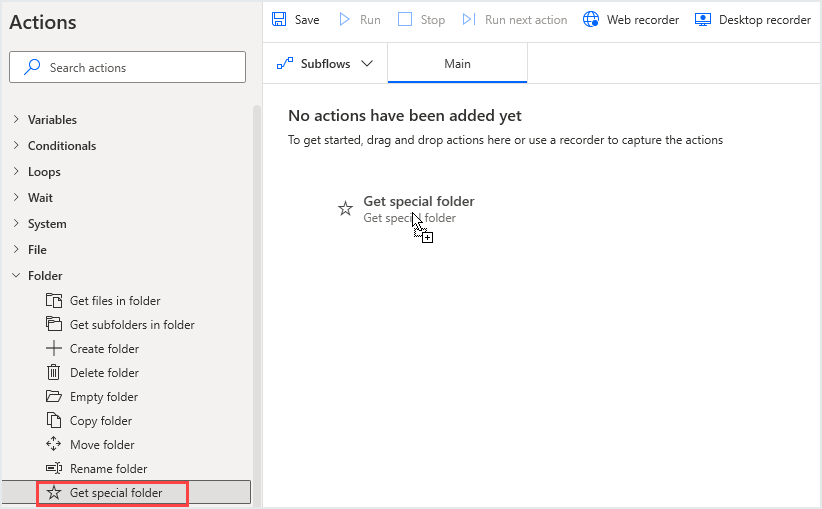 Actions
Search actions
Variables
Conditionals
Loops
Wait
System
File
Folder
Get files in folder
Get subfolders in folder
Create folder
Delete folder
Empty folder
Copy folder
Move folder
Rename folder
Get special folder
Save Run Stop Run next action Web recorder Desktop recorder
Subflows Main
No actions have been added yet
To get started, drag and drop actions here or use a recorder to capture the actions
Get special folder
Get special folder